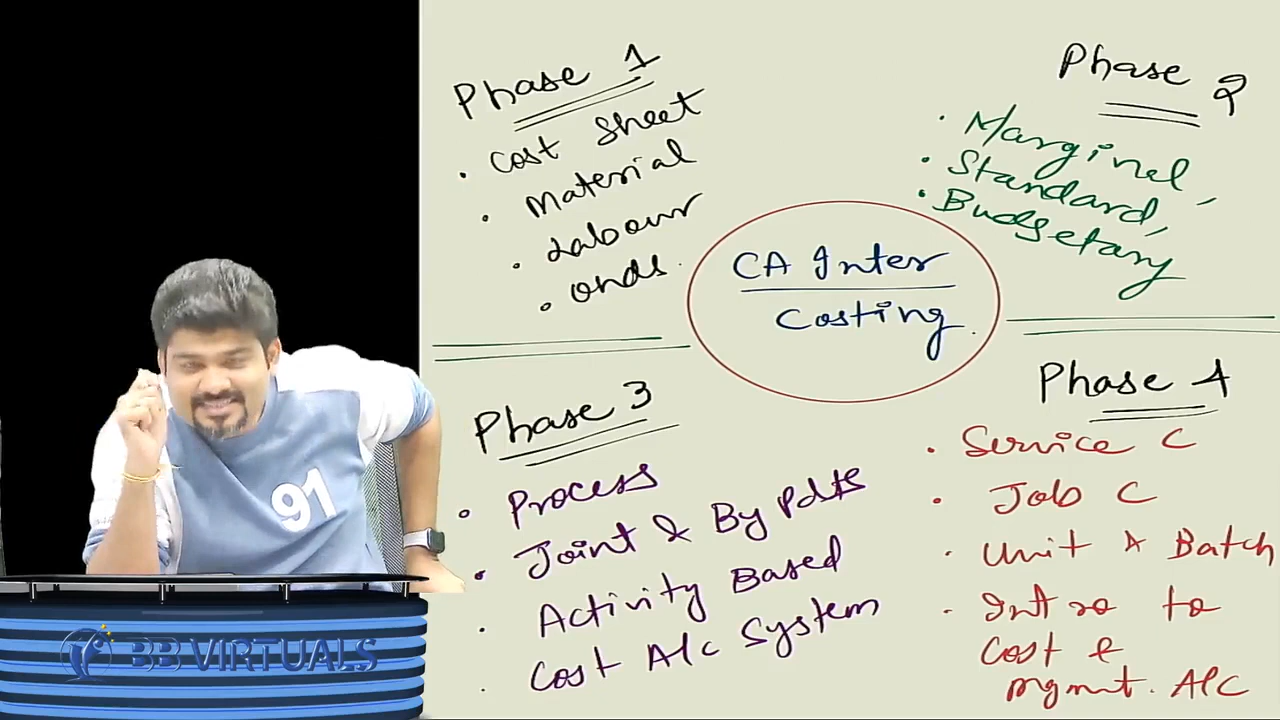 Phase 1
• Cost Sheet
• Material
• Labour
• OHds.
Phase 2
• Marginal,
• Standard,
• Budgetary
CA Inter
Costing.
Phase 3
• Process
• Joint & By Pdts
• Activity Based
• Cost A/c System
Phase 4
• Service C
• Job C
• Unit & Batch
• Intro to
Cost &
Mgmt. A/C
91
BB VIRTUALS